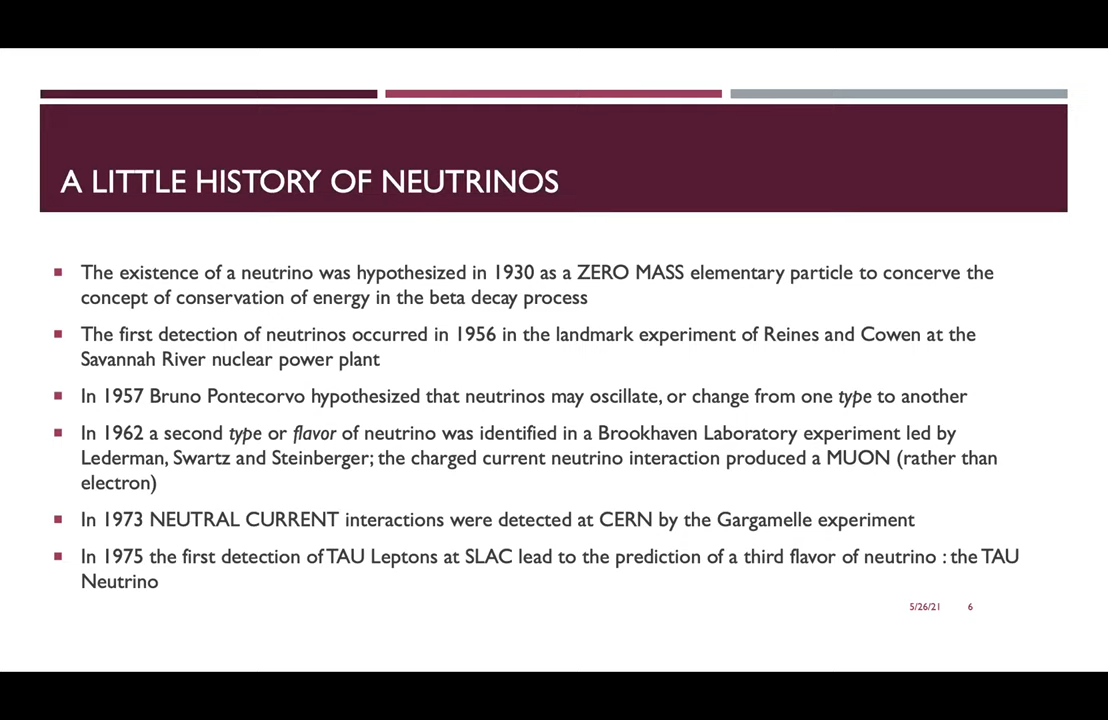 A LITTLE HISTORY OF NEUTRINOS
The existence of a neutrino was hypothesized in 1930 as a ZERO MASS elementary particle to concerve the
concept of conservation of energy in the beta decay process
The first detection of neutrinos occurred in 1956 in the landmark experiment of Reines and Cowen at the
Savannah River nuclear power plant
In 1957 Bruno Pontecorvo hypothesized that neutrinos may oscillate, or change from one type to another
In 1962 a second type or flavor of neutrino was identified in a Brookhaven Laboratory experiment led by
Lederman, Swartz and Steinberger; the charged current neutrino interaction produced a MUON (rather than
electron)
In 1973 NEUTRAL CURRENT interactions were detected at CERN by the Gargamelle experiment
In 1975 the first detection of TAU Leptons at SLAC lead to the prediction of a third flavor of neutrino : the TAU
Neutrino
5/26/21 6